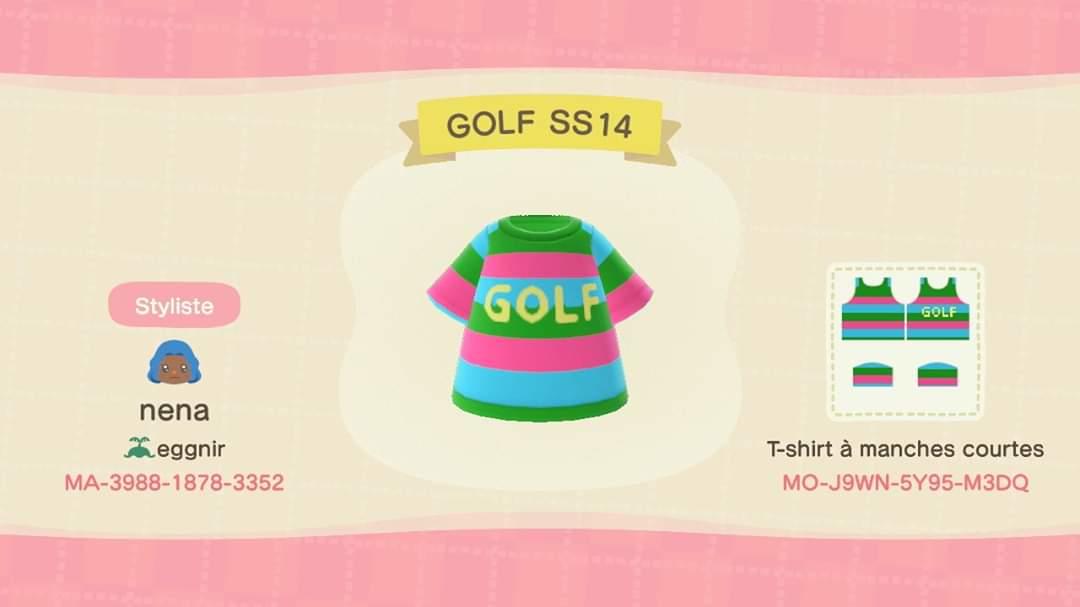 GOLF SS14
GOLF
Styliste
nena
eggnir
MA-3988-1878-3352
GOLF
T-shirt à manches courtes
MO-J9WN-5Y95-M3DQ